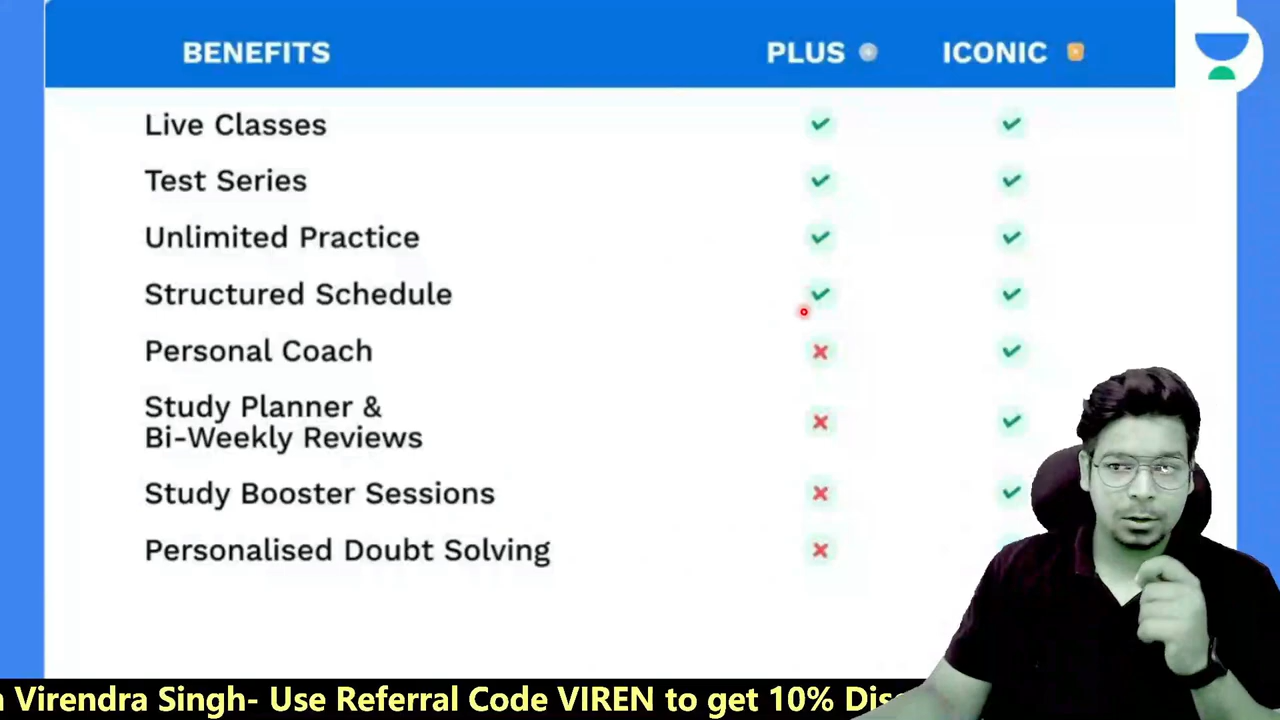 BENEFITS PLUS ICONIC
Live Classes
Test Series
Unlimited Practice
Structured Schedule
Personal Coach
Study Planner &
Bi-Weekly Reviews
Study Booster Sessions
Personalised Doubt Solving
Virendra Singh- Use Referral Code VIREN to get 10%